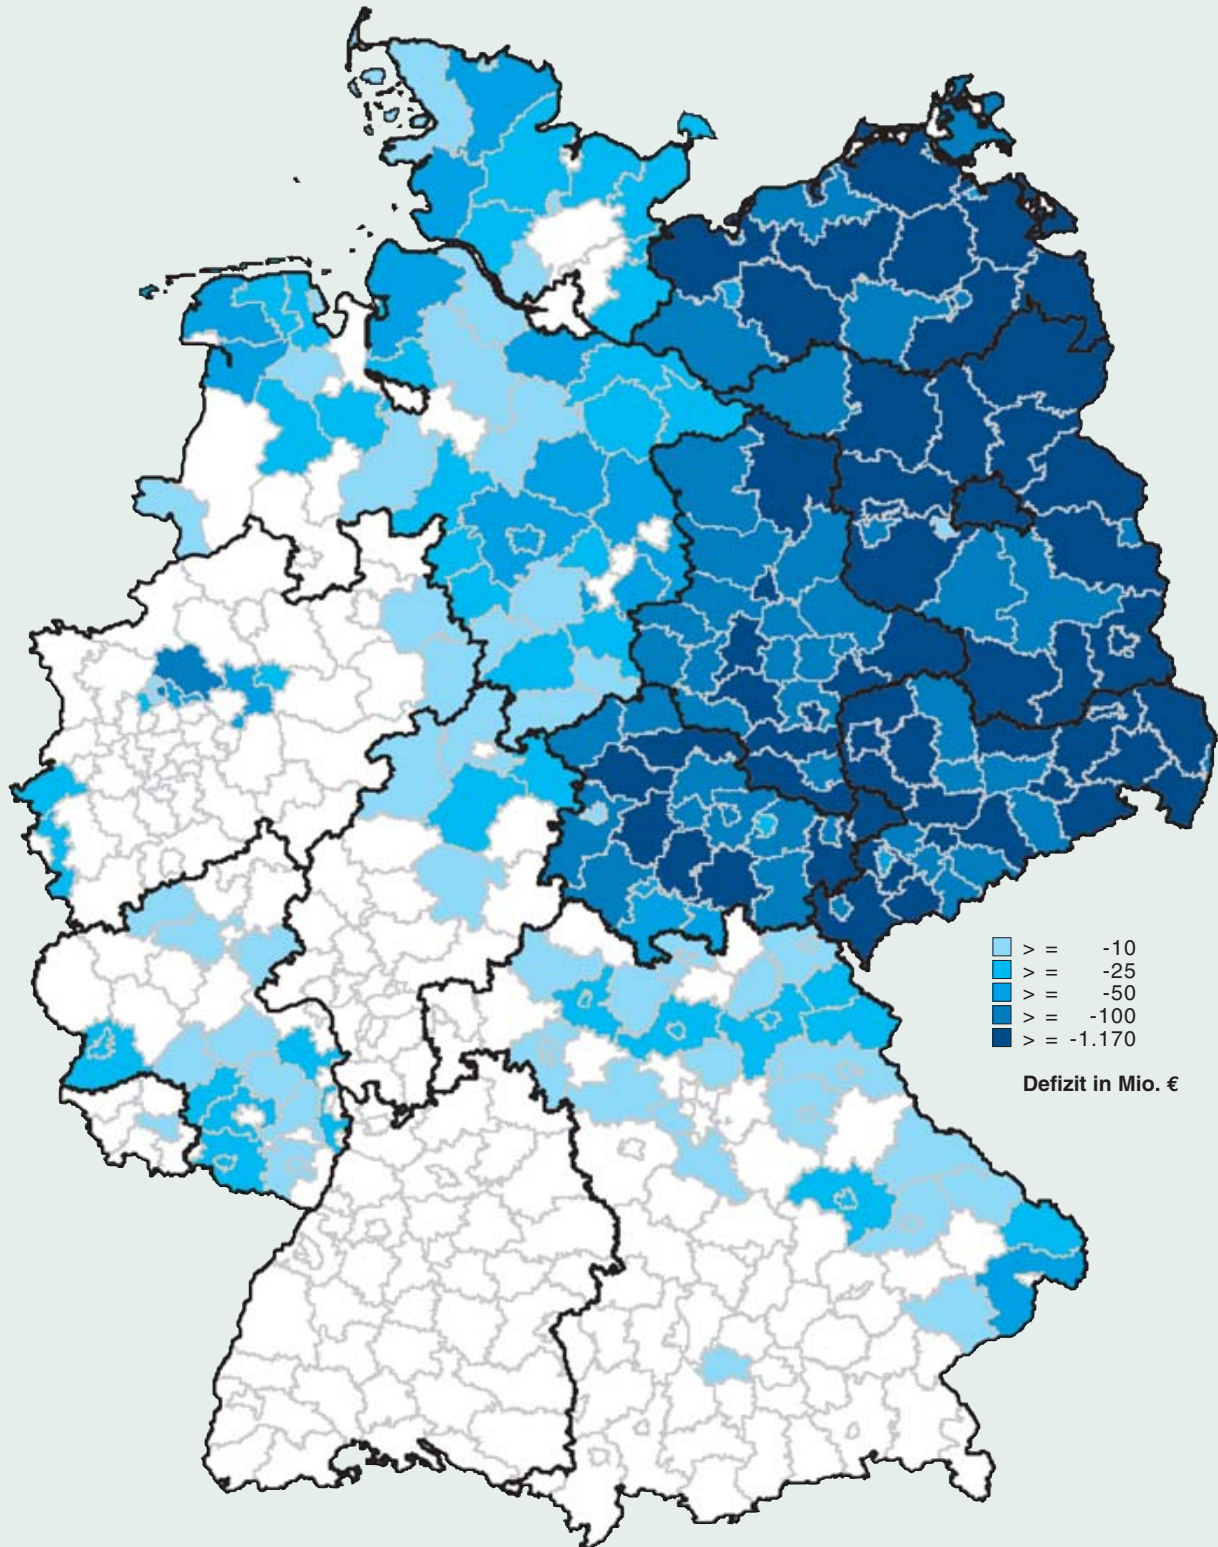 > = -10
> = -25
> = -50
> = -100
> = -1.170
Defizit in Mio. €